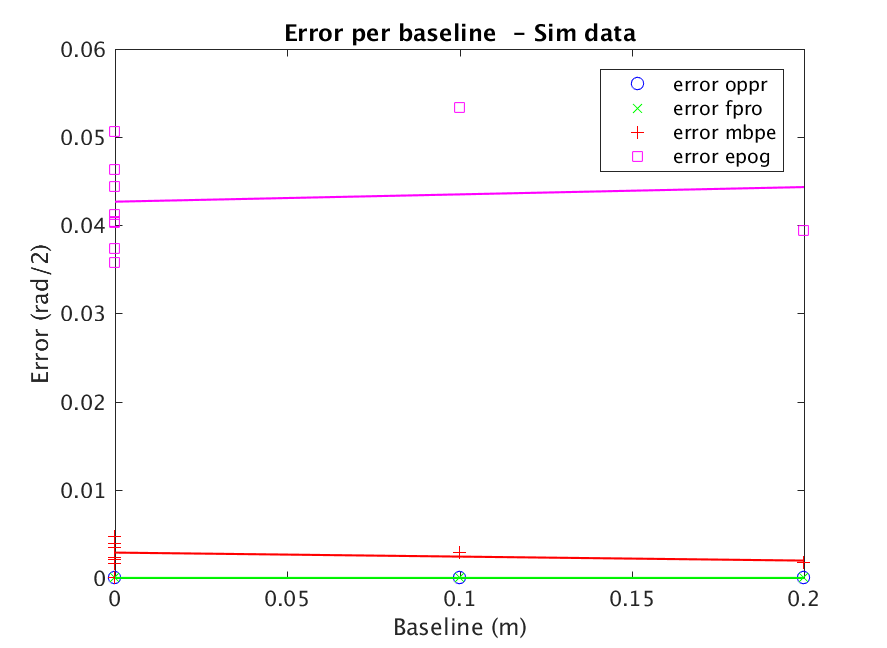 Error per baseline - Sim data
error oppr
error fpro
error mbpe
error epog
0.06
0.05
0.04
0.03
0.02
0.01
0
Error (rad/2)
0 0.05 0.1 0.15 0.2
Baseline (m)